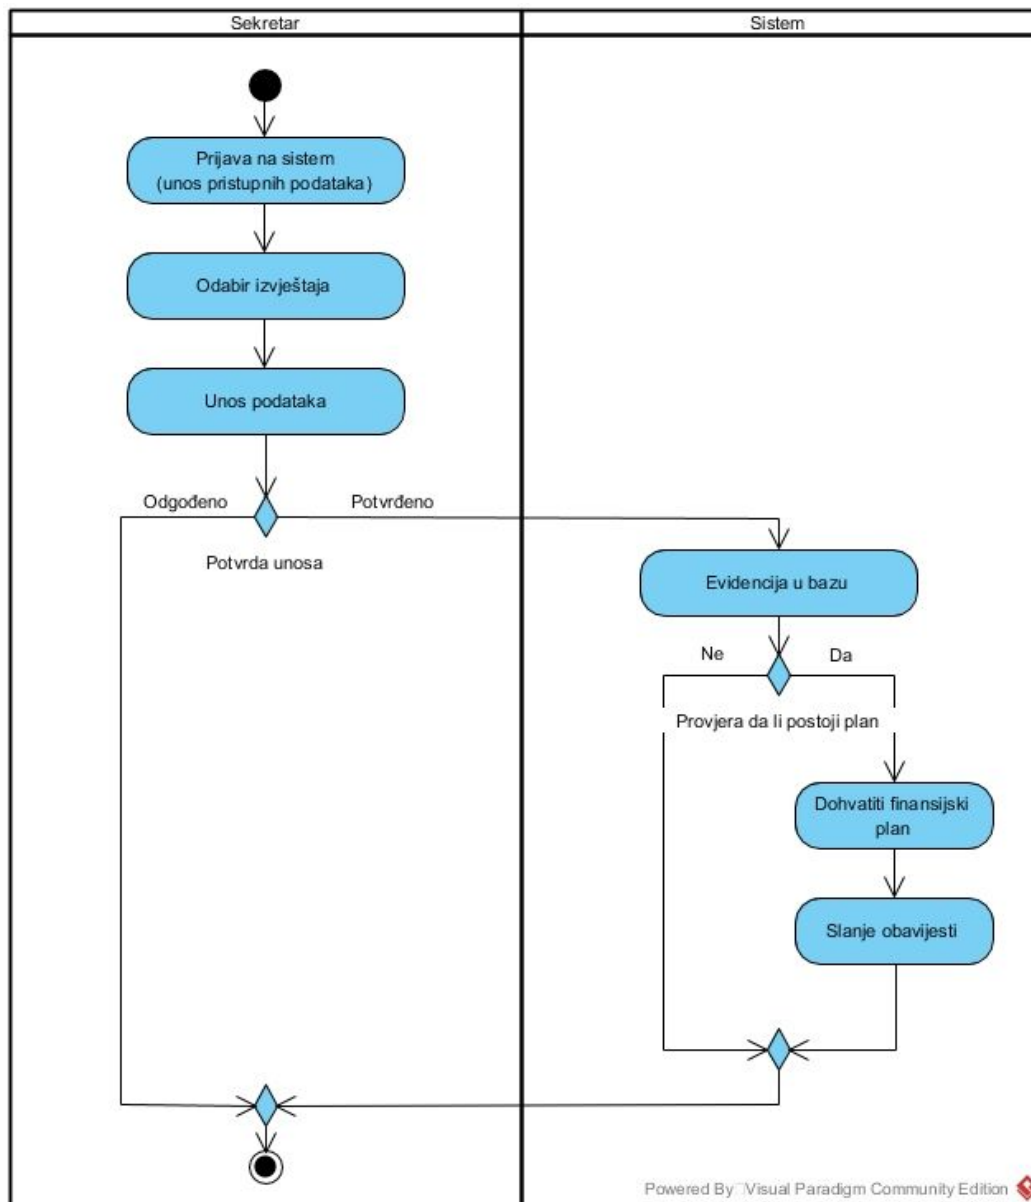 Sekretar
Sistem
Prijava na sistem
(unos pristupnih podataka)
Odabir izvještaja
Unos podataka
Odgođeno
Potvrđeno
Potvrda unosa
Evidencija u bazu
Ne
Da
Provjera da li postoji plan
Dohvatiti finansijski
plan
Slanje obavijesti
Powered By Visual Paradigm Community Edition